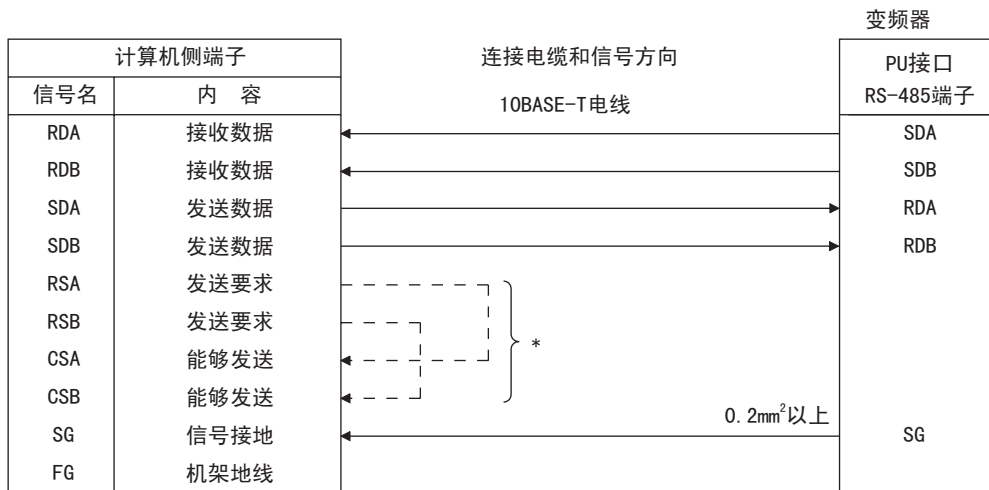 变频器
计算机侧端子 连接电缆和信号方向 PU接口
信号名 内 容 10BASE-T电线 RS-485端子
RDA 接收数据 SDA
RDB 接收数据 SDB
SDA 发送数据 RDA
SDB 发送数据 RDB
RSA 发送要求
RSB 发送要求
CSA 能够发送 *
CSB 能够发送
0.2mm²以上
SG 信号接地 SG
FG 机架地线